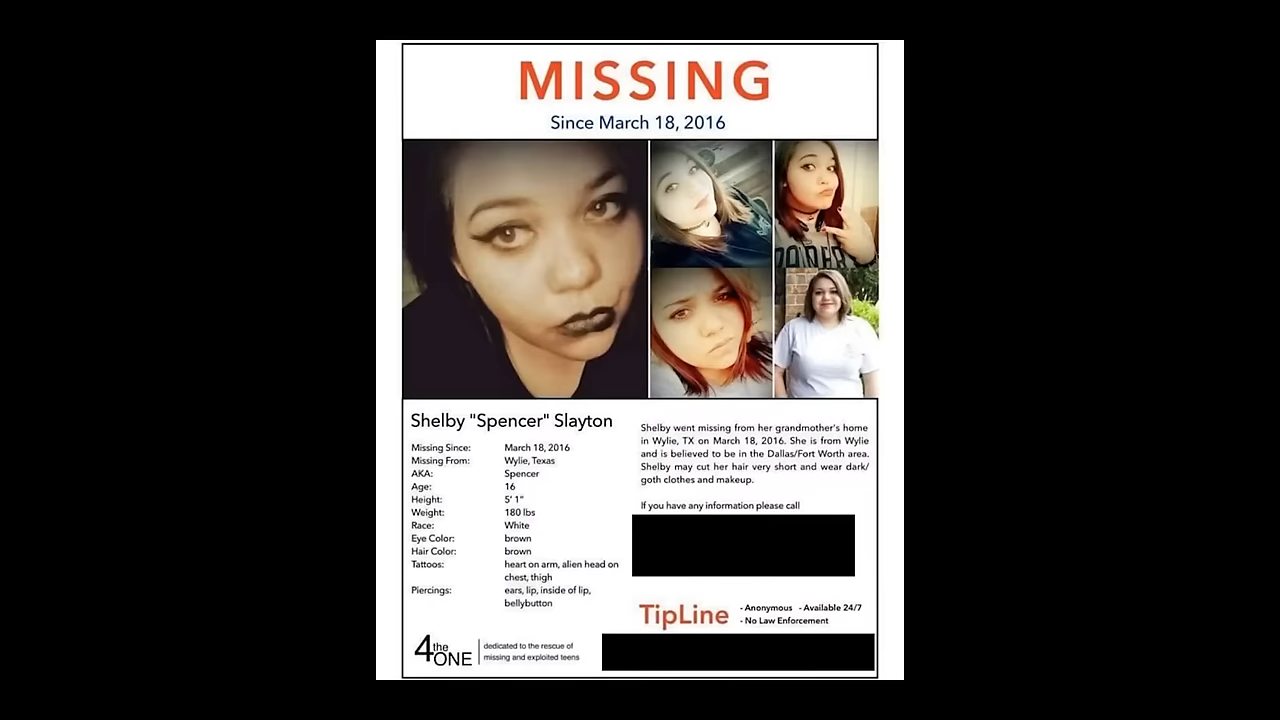 MISSING
Since March 18, 2016
Shelby "Spencer" Slayton
Missing Since: March 18, 2016
Missing From: Wylie, Texas
AKA: Spencer
Age: 16
Height: 5' 1"
Weight: 180 lbs
Race: White
Eye Color: brown
Hair Color: brown
Tattoos: heart on arm, alien head on
chest, thigh
Piercings: ears, lip, inside of lip,
bellybutton
Shelby went missing from her grandmother's home
in Wylie, TX on March 18, 2016. She is from Wylie
and is believed to be in the Dallas/Fort Worth area.
Shelby may cut her hair very short and wear dark/
goth clothes and makeup.
If you have any information please call
TipLine
- Anonymous - Available 24/7
- No Law Enforcement
4theONE
dedicated to the rescue of
missing and exploited teens